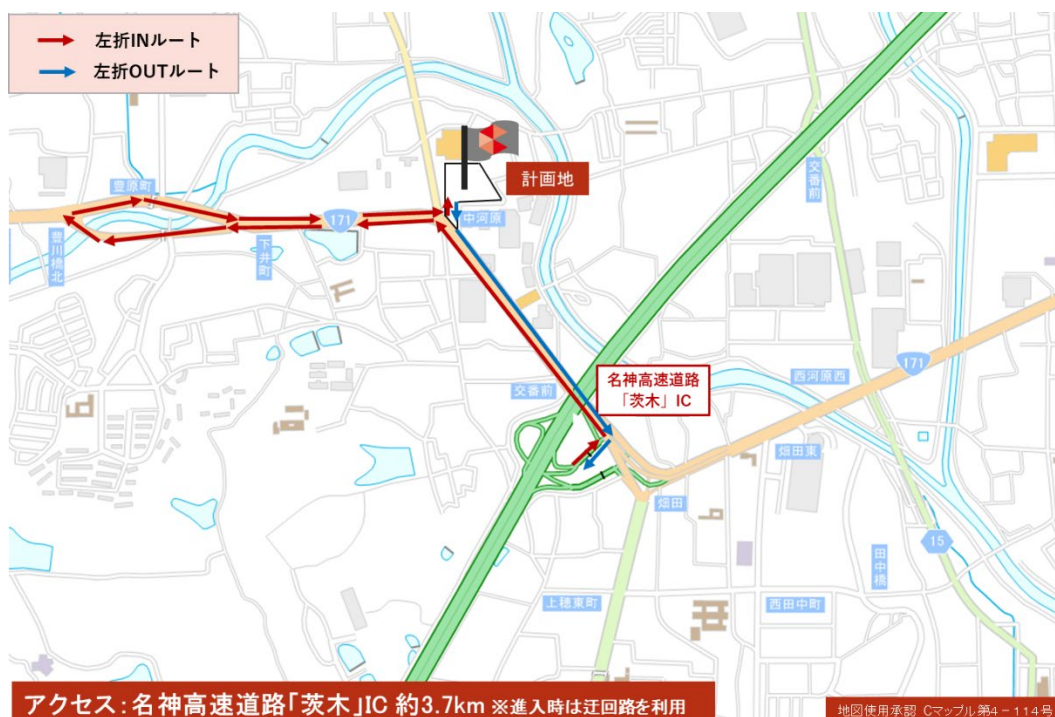 左折INルート
左折OUTルート
交番前
計画地
豊原町
171
中河原
豊川橋北
下井町
名神高速道路
「茨木」IC
交番前
西河原西
171
畑田東
畑田
15
田中橋
上穂東町
西田中町
アクセス：名神高速道路「茨木」IC 約3.7km ※進入時は迂回路を利用
地図使用承認 Cマップル第4－114号